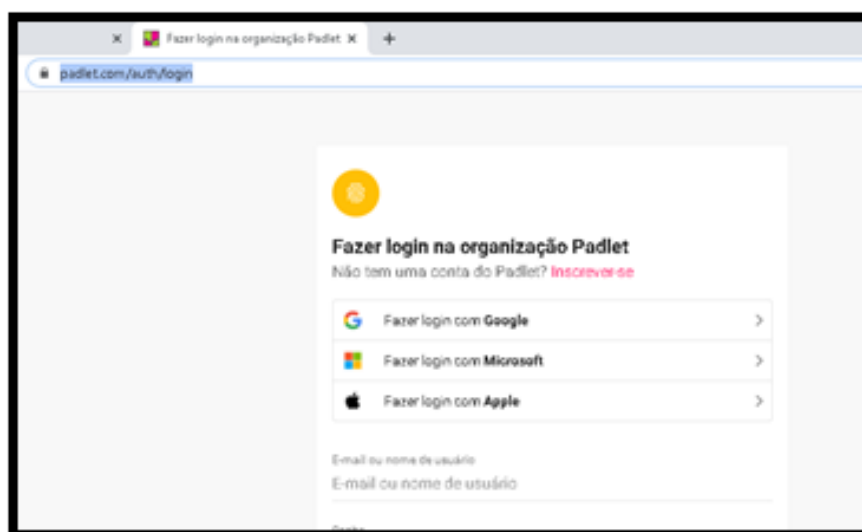 Fazer login na organização Padlet
padlet.com/auth/login
Fazer login na organização Padlet
Não tem uma conta do Padlet? Inscrever-se
Fazer login com Google
Fazer login com Microsoft
Fazer login com Apple
E-mail ou nome de usuário
E-mail ou nome de usuário